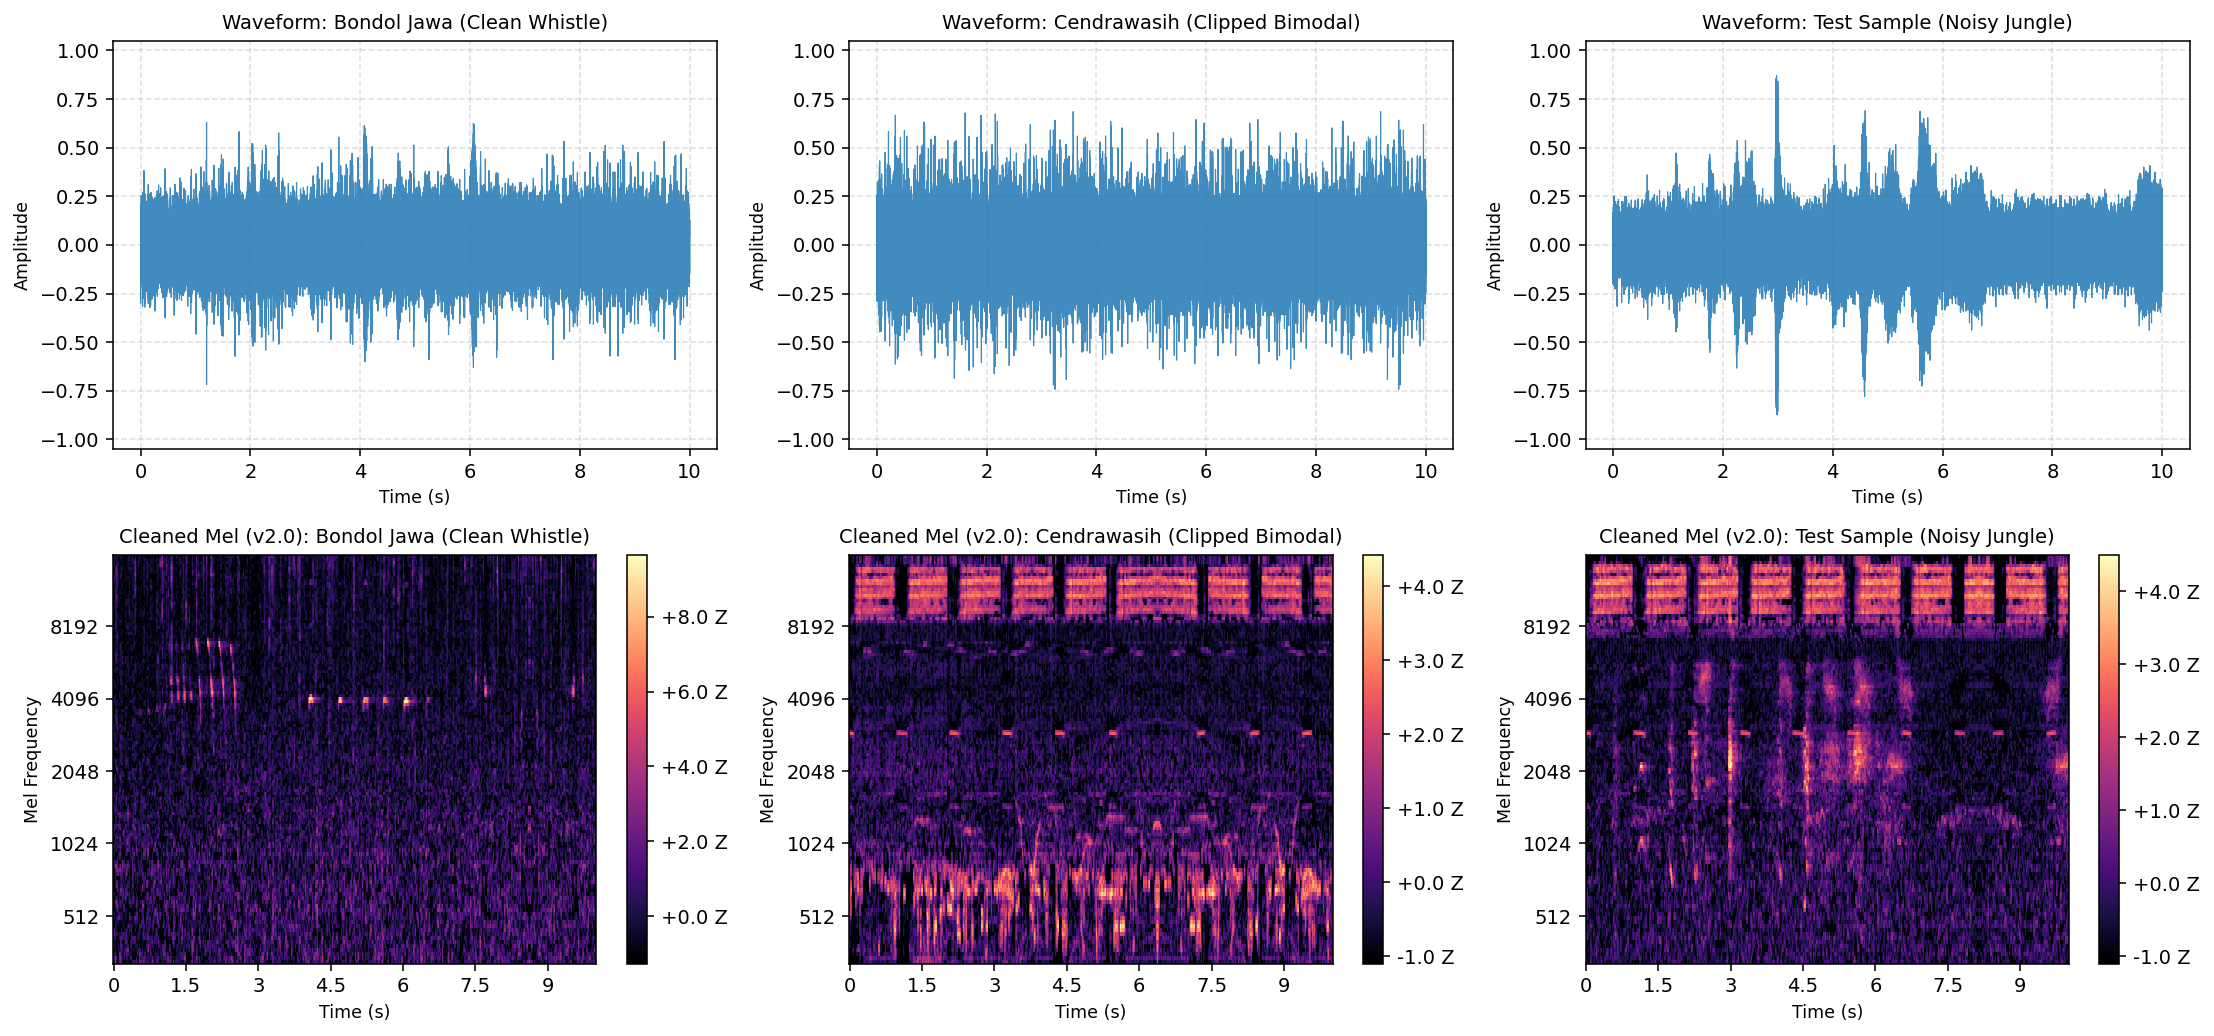 Waveform: Bondol Jawa (Clean Whistle)
1.00
0.75
0.50
0.25
0.00
−0.25
−0.50
−0.75
−1.00
Amplitude
0 2 4 6 8 10
Time (s)
Waveform: Cendrawasih (Clipped Bimodal)
1.00
0.75
0.50
0.25
0.00
−0.25
−0.50
−0.75
−1.00
Amplitude
0 2 4 6 8 10
Time (s)
Waveform: Test Sample (Noisy Jungle)
1.00
0.75
0.50
0.25
0.00
−0.25
−0.50
−0.75
−1.00
Amplitude
0 2 4 6 8 10
Time (s)
Cleaned Mel (v2.0): Bondol Jawa (Clean Whistle)
8192
4096
2048
1024
512
Mel Frequency
0 1.5 3 4.5 6 7.5 9
Time (s)
+8.0 Z
+6.0 Z
+4.0 Z
+2.0 Z
+0.0 Z
Cleaned Mel (v2.0): Cendrawasih (Clipped Bimodal)
8192
4096
2048
1024
512
Mel Frequency
0 1.5 3 4.5 6 7.5 9
Time (s)
+4.0 Z
+3.0 Z
+2.0 Z
+1.0 Z
+0.0 Z
-1.0 Z
Cleaned Mel (v2.0): Test Sample (Noisy Jungle)
8192
4096
2048
1024
512
Mel Frequency
0 1.5 3 4.5 6 7.5 9
Time (s)
+4.0 Z
+3.0 Z
+2.0 Z
+1.0 Z
+0.0 Z
-1.0 Z